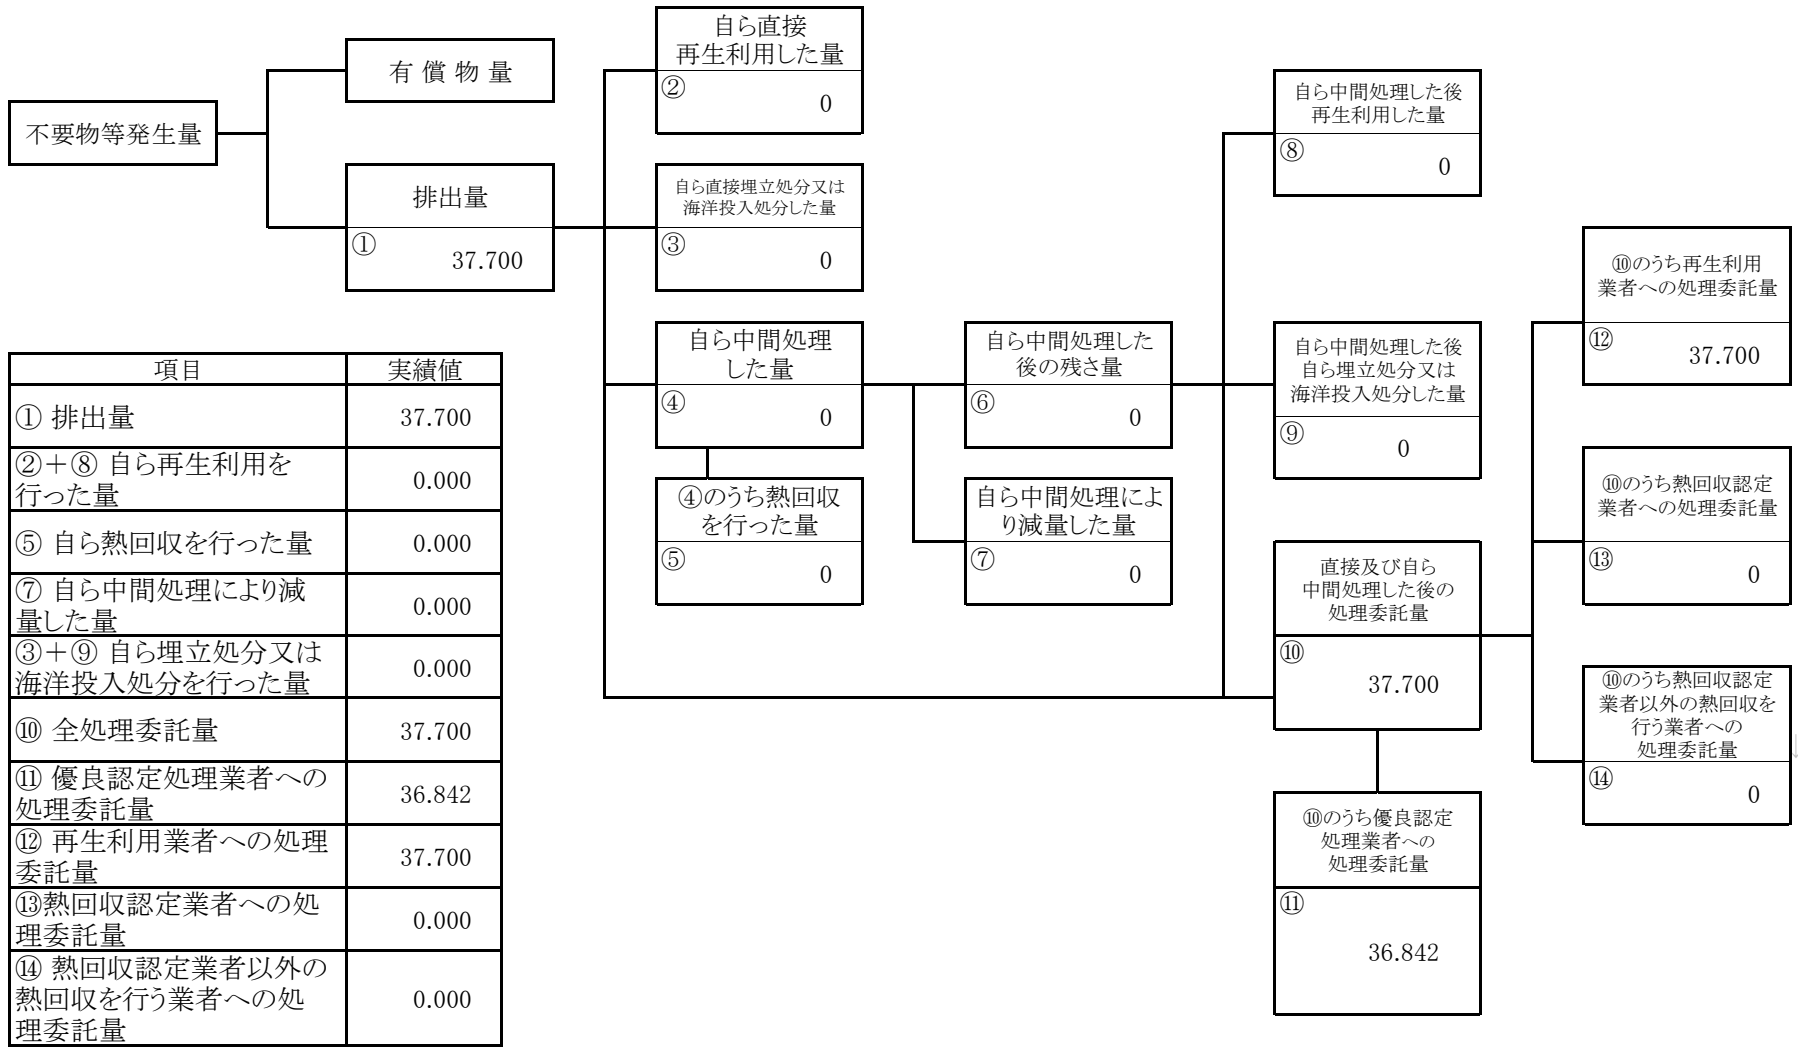 自ら直接
再生利用した量
②
0
有償物量
不要物等発生量
排出量
①
37.700
自ら直接埋立処分又は
海洋投入処分した量
③
0
自ら中間処理した後
再生利用した量
⑧
0
自ら中間処理
した量
④
0
自ら中間処理した
後の残さ量
⑥
0
自ら中間処理した後
自ら埋立処分又は
海洋投入処分した量
⑨
0
⑩のうち再生利用
業者への処理委託量
⑫
37.700
④のうち熱回収
を行った量
⑤
0
自ら中間処理によ
り減量した量
⑦
0
⑩のうち熱回収認定
業者への処理委託量
⑬
0
直接及び自ら
中間処理した後の
処理委託量
⑩
37.700
⑩のうち熱回収認定
業者以外の熱回収を
行う業者への
処理委託量
⑭
0
⑩のうち優良認定
処理業者への
処理委託量
⑪
36.842
項目 実績値
① 排出量 37.700
②+⑧ 自ら再生利用を
行った量 0.000
⑤ 自ら熱回収を行った量 0.000
⑦ 自ら中間処理により減
量した量 0.000
③+⑨ 自ら埋立処分又は
海洋投入処分を行った量 0.000
⑩ 全処理委託量 37.700
⑪ 優良認定処理業者への
処理委託量 36.842
⑫ 再生利用業者への処理
委託量 37.700
⑬熱回収認定業者への処
理委託量 0.000
⑭ 熱回収認定業者以外の
熱回収を行う業者への処
理委託量 0.000